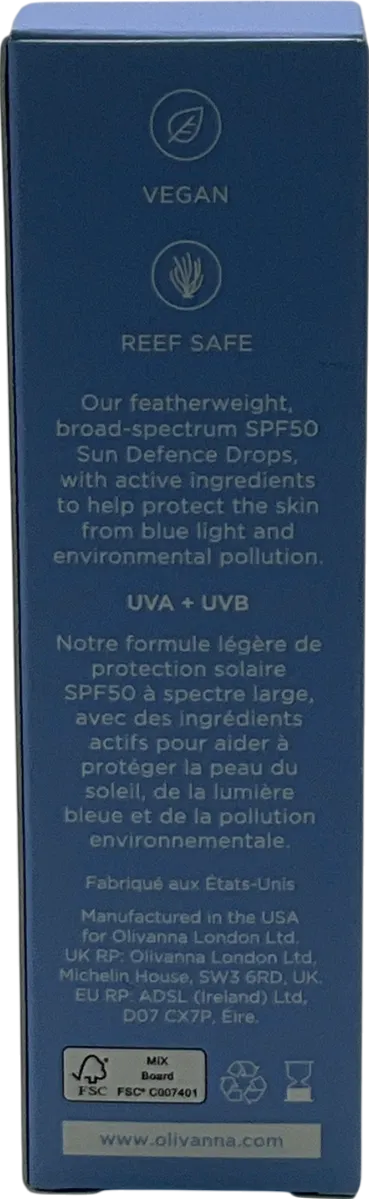 VEGAN
REEF SAFE
Our featherweight,
broad-spectrum SPF50
Sun Defence Drops,
with active ingredients
to help protect the skin
from blue light and
environmental pollution.
UVA + UVB
Notre formule légère de
protection solaire
SPF50 à spectre large,
avec des ingrédients
actifs pour aider à
protéger la peau du
soleil, de la lumière
bleue et de la pollution
environnementale.
Fabriqué aux États-Unis
Manufactured in the USA
for Olivanna London Ltd.
UK RP: Olivanna London Ltd,
Michelin House, SW3 6RD, UK.
EU RP: ADSL (Ireland) Ltd,
D07 CX7P, Éire.
FSC
MIX
Board
FSC® C007401
www.olivanna.com